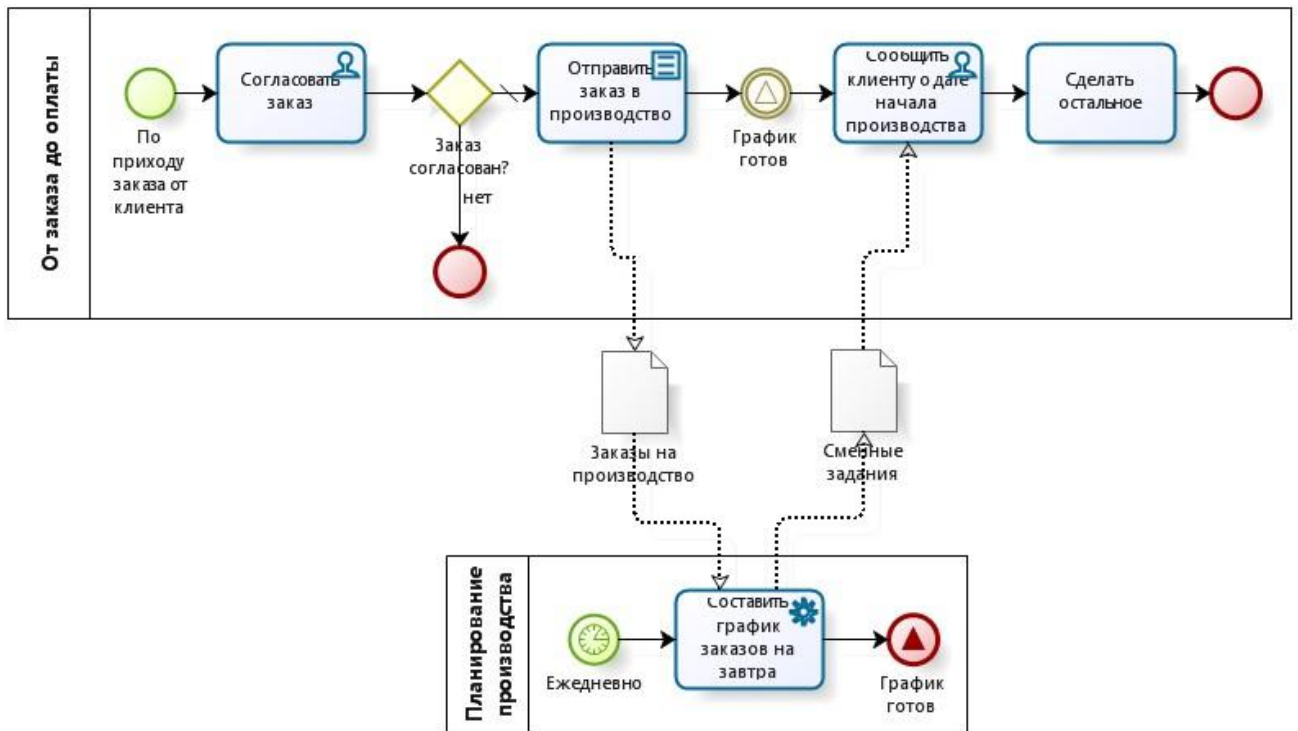 От заказа до оплаты
По
приходу
заказа от
клиента
Согласовать
заказ
Заказ
согласован?
нет
Отправить
заказ в
производство
График
готов
Сообщить
клиенту о дате
начала
производства
Сделать
остальное
Заказы на
производство
Сменные
задания
Планирование
производства
Ежедневно
Составить
график
заказов на
завтра
График
готов